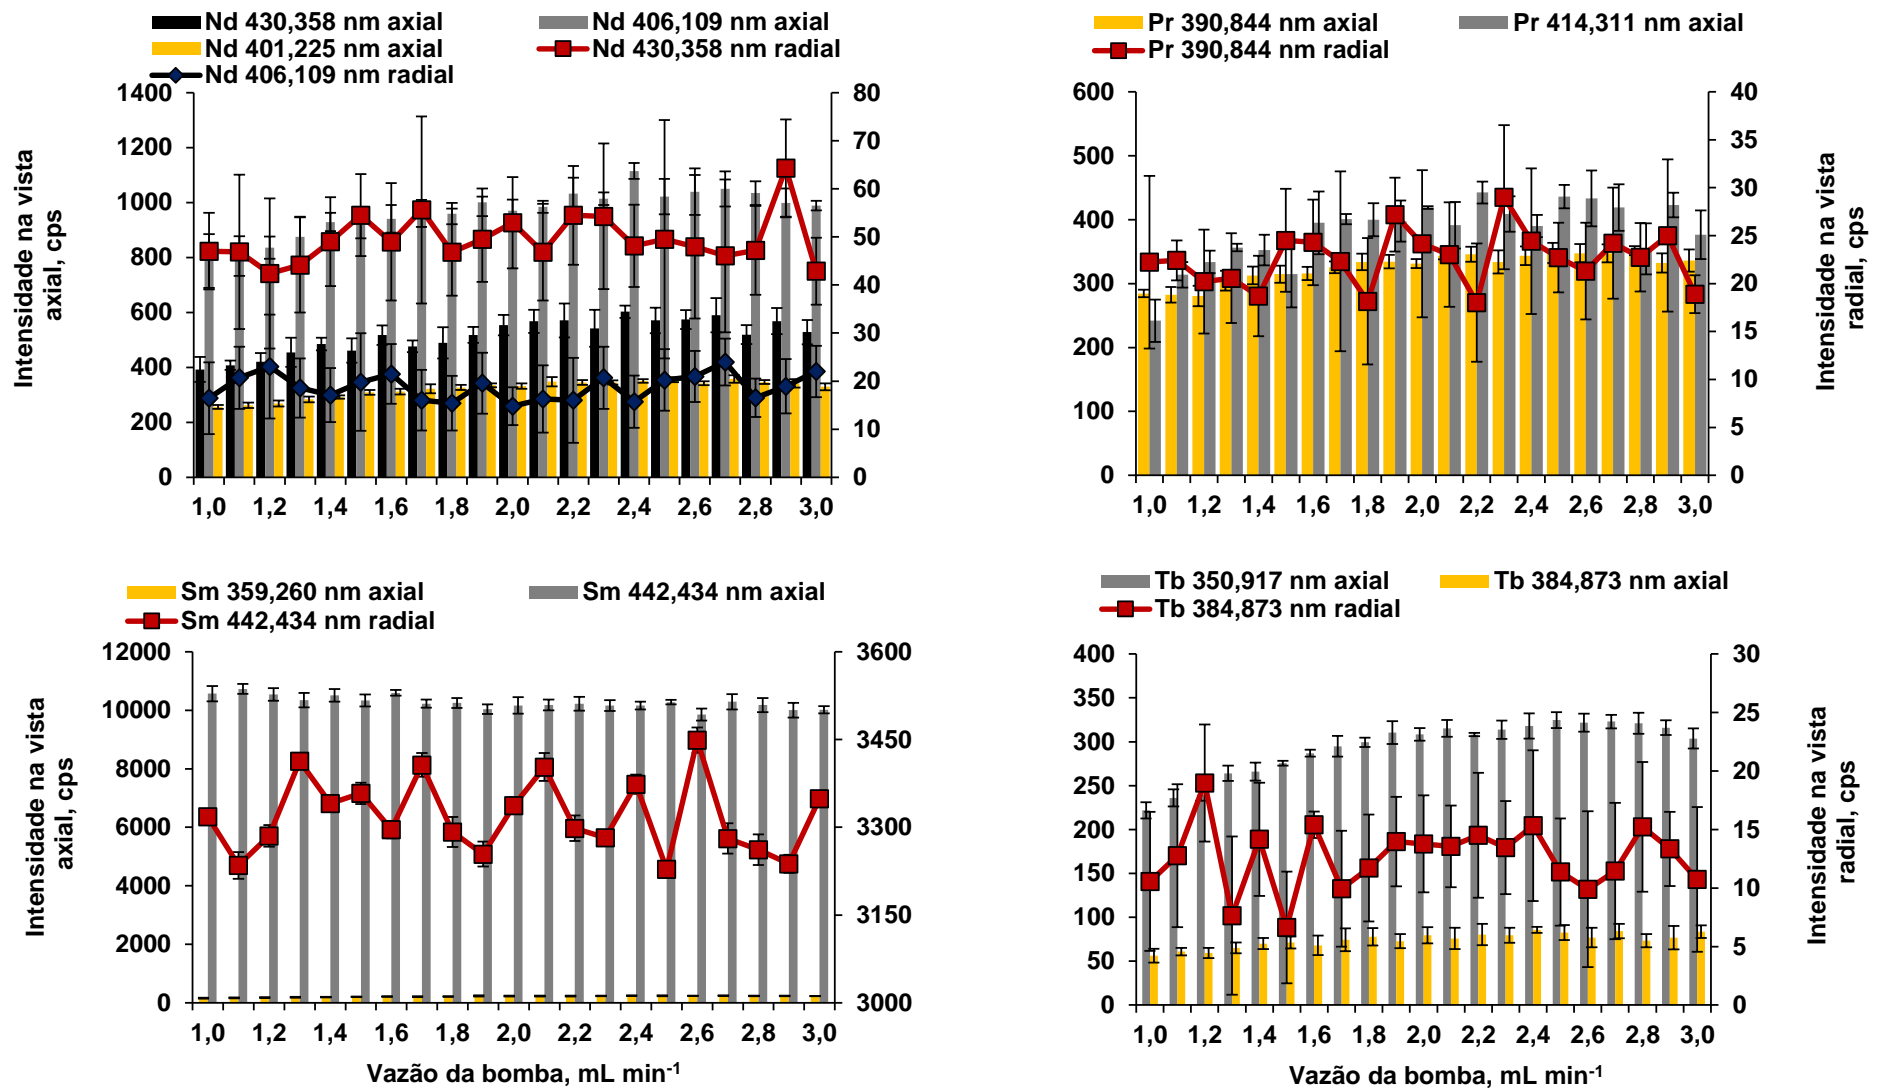 Nd 430,358 nm axial Nd 406,109 nm axial
Nd 401,225 nm axial Nd 430,358 nm radial
Nd 406,109 nm radial
1400 80
1200 70
1000 60
800 50
600 40
400 30
200 20
0 10
0
Intensidade na vista
axial, cps
1,0 1,2 1,4 1,6 1,8 2,0 2,2 2,4 2,6 2,8 3,0
Pr 390,844 nm axial Pr 414,311 nm axial
Pr 390,844 nm radial
600 40
500 35
400 30
300 25
200 20
100 15
0 10
5
0
Intensidade na vista
radial, cps
1,0 1,2 1,4 1,6 1,8 2,0 2,2 2,4 2,6 2,8 3,0
Sm 359,260 nm axial Sm 442,434 nm axial
Sm 442,434 nm radial
12000 3600
10000 3450
8000 3300
6000 3150
4000 3000
2000
0
Intensidade na vista
axial, cps
1,0 1,2 1,4 1,6 1,8 2,0 2,2 2,4 2,6 2,8 3,0
Vazão da bomba, mL min-1
Tb 350,917 nm axial Tb 384,873 nm axial
Tb 384,873 nm radial
400 30
350 25
300 20
250 15
200 10
150 5
100 0
50
0
Intensidade na vista
radial, cps
1,0 1,2 1,4 1,6 1,8 2,0 2,2 2,4 2,6 2,8 3,0
Vazão da bomba, mL min-1